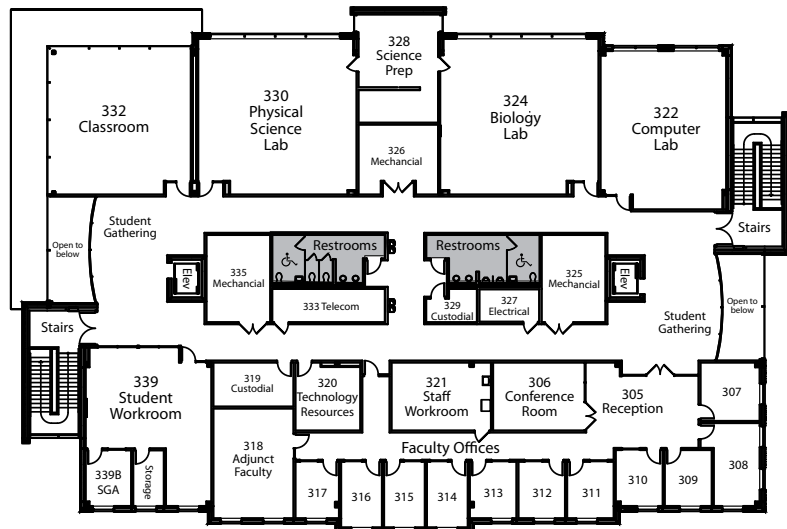 328
Science
Prep
332
Classroom
330
Physical
Science
Lab
324
Biology
Lab
322
Computer
Lab
326
Mechancial
Student
Gathering
Open to
below
Restrooms
Restrooms
Stairs
Elev
335
Mechancial
325
Mechancial
Elev
333 Telecom
329
Custodial
327
Electrical
Open to
below
Student
Gathering
Stairs
339
Student
Workroom
319
Custodial
320
Technology
Resources
321
Staff
Workroom
306
Conference
Room
305
Reception
307
318
Adjunct
Faculty
Faculty Offices
339B
SGA
Storage
317
316
315
314
313
312
311
310
309
308